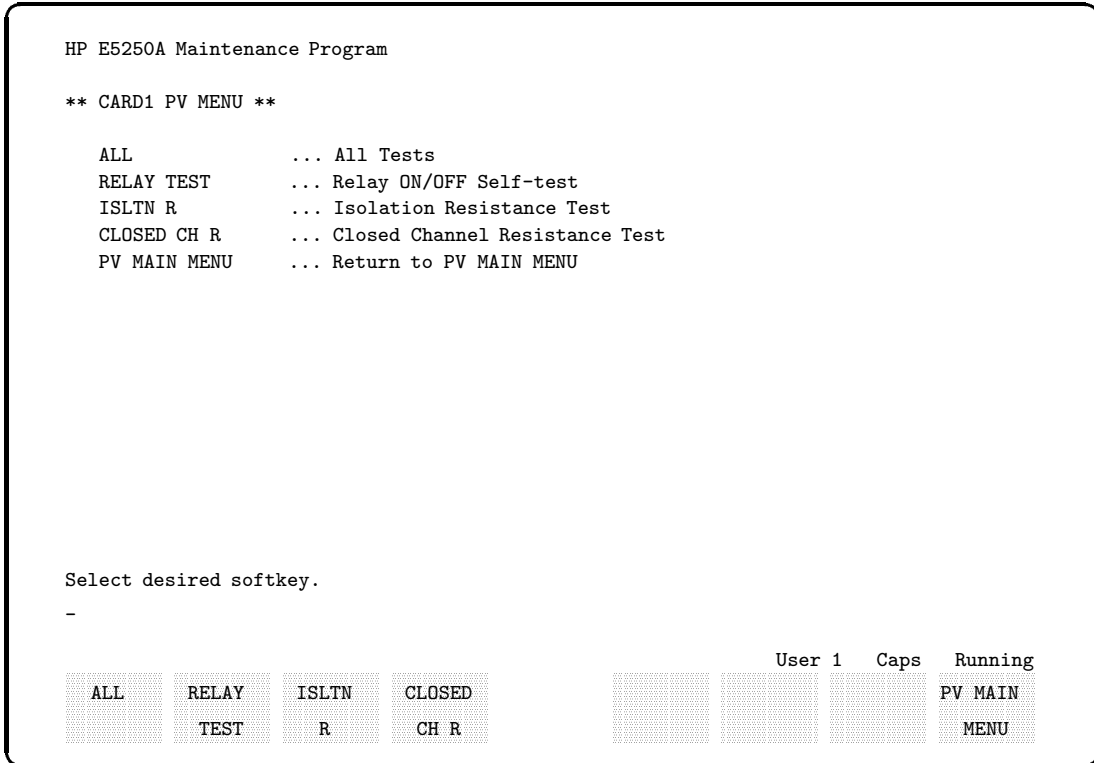 HP E5250A Maintenance Program
** CARD1 PV MENU **
ALL ... All Tests
RELAY TEST ... Relay ON/OFF Self-test
ISLTN R ... Isolation Resistance Test
CLOSED CH R ... Closed Channel Resistance Test
PV MAIN MENU ... Return to PV MAIN MENU
Select desired softkey.
_
User 1 Caps Running
ALL RELAY ISLTN CLOSED PV MAIN
TEST R CH R MENU